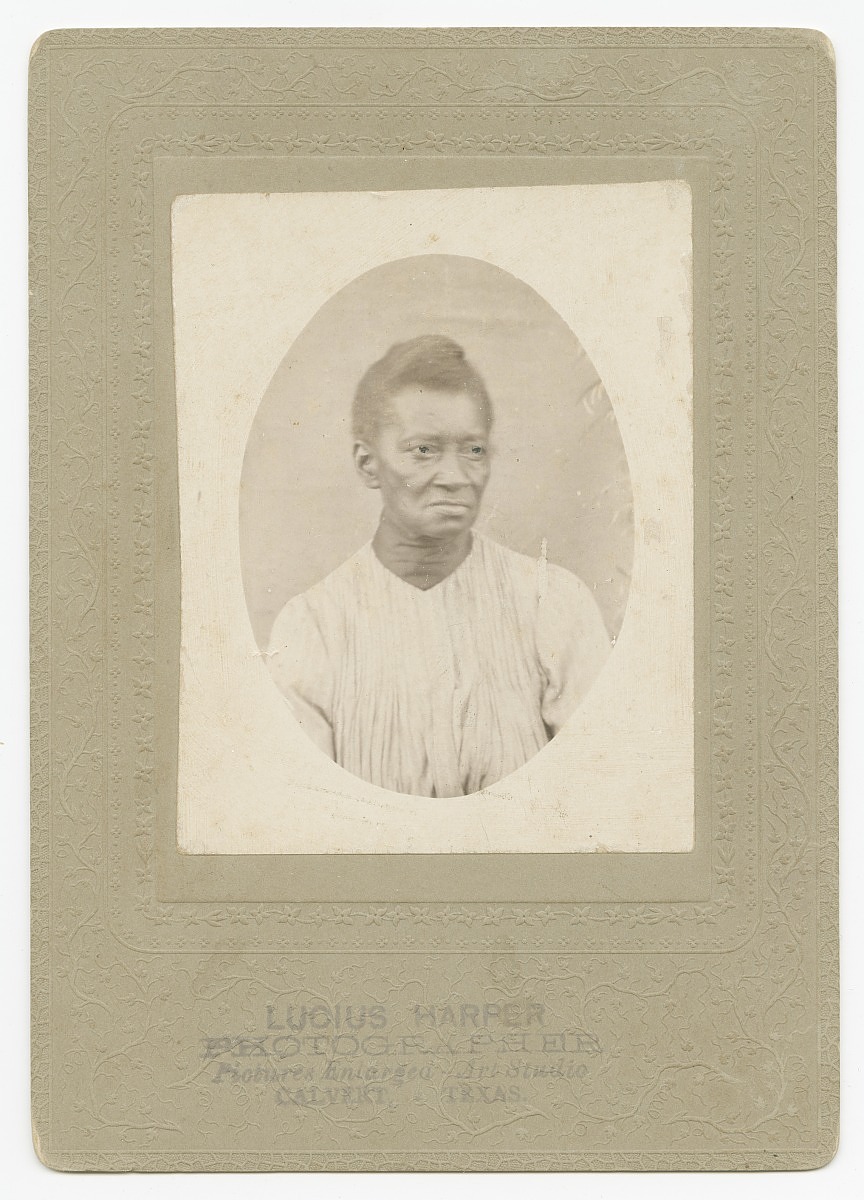 LUCIUS HARPER
PHOTOGRAPHER
Pictures Enlarged - Art Studio
CALVERT, - TEXAS.